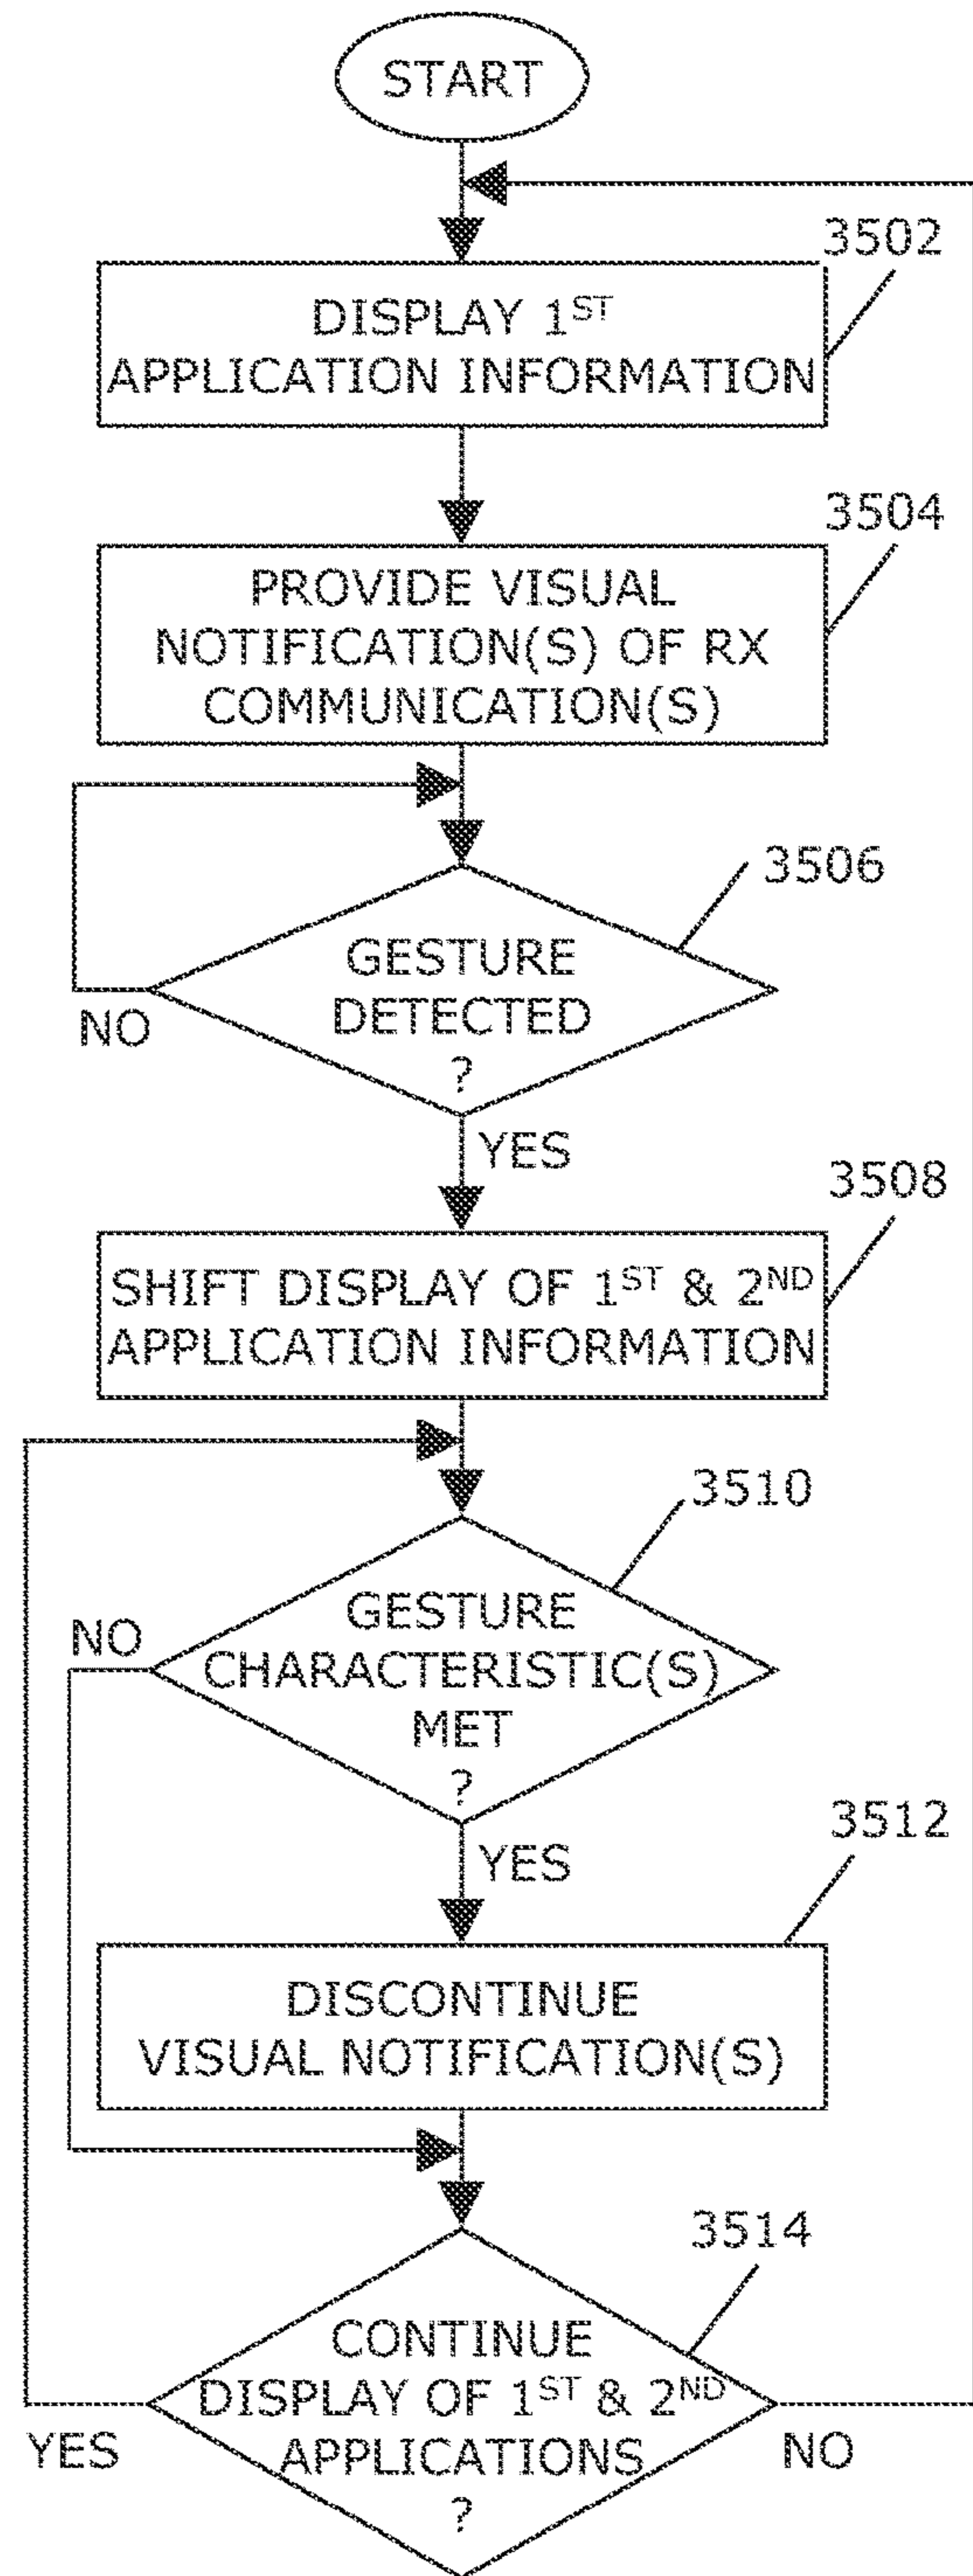 START
3502
DISPLAY 1ST
APPLICATION INFORMATION
3504
PROVIDE VISUAL
NOTIFICATION(S) OF RX
COMMUNICATION(S)
3506
GESTURE
DETECTED
?
NO
YES
3508
SHIFT DISPLAY OF 1ST & 2ND
APPLICATION INFORMATION
3510
NO
GESTURE
CHARACTERISTIC(S)
MET
?
YES
3512
DISCONTINUE
VISUAL NOTIFICATION(S)
3514
CONTINUE
DISPLAY OF 1ST & 2ND
APPLICATIONS
?
YES
NO